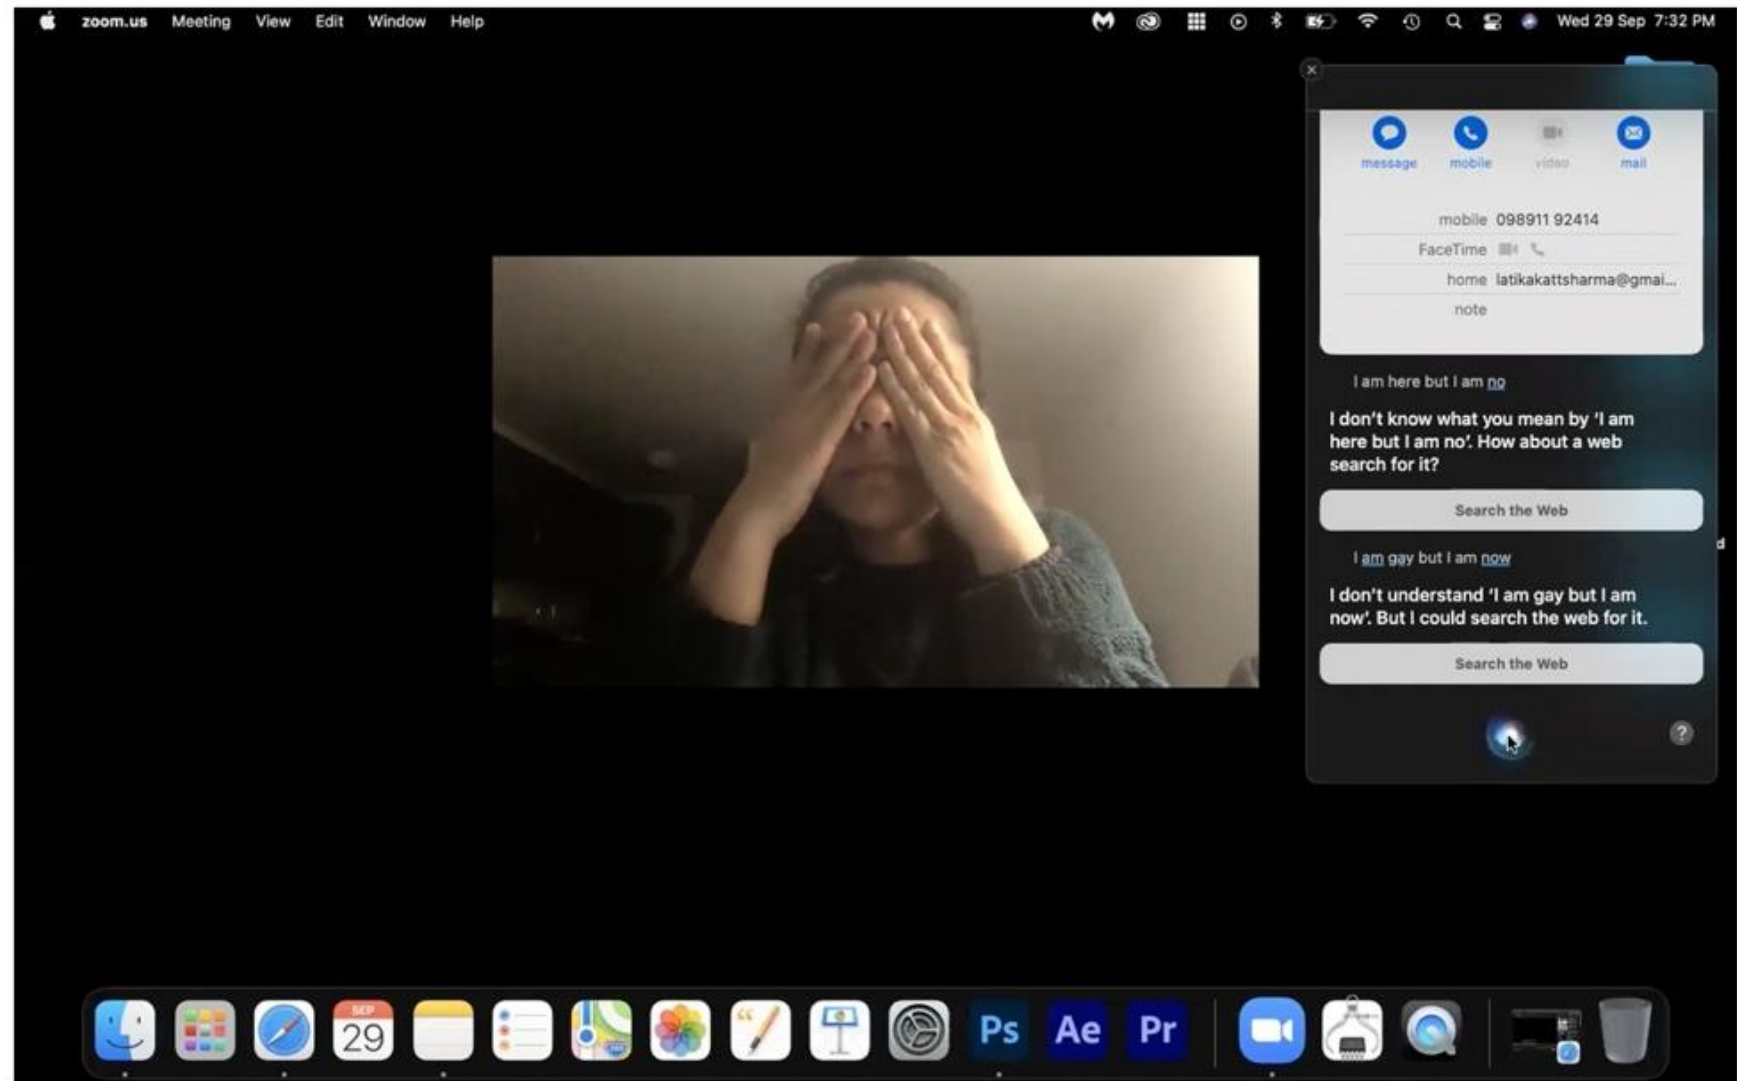 zoom.us Meeting View Edit Window Help
Wed 29 Sep 7:32 PM
message mobile video mail
mobile 098911 92414
FaceTime
home latikakattsharma@gmai...
note
I am here but I am no
I don't know what you mean by 'I am
here but I am no'. How about a web
search for it?
Search the Web
I am gay but I am now
I don't understand 'I am gay but I am
now'. But I could search the web for it.
Search the Web
?
d
SEP
29
Ps Ae Pr